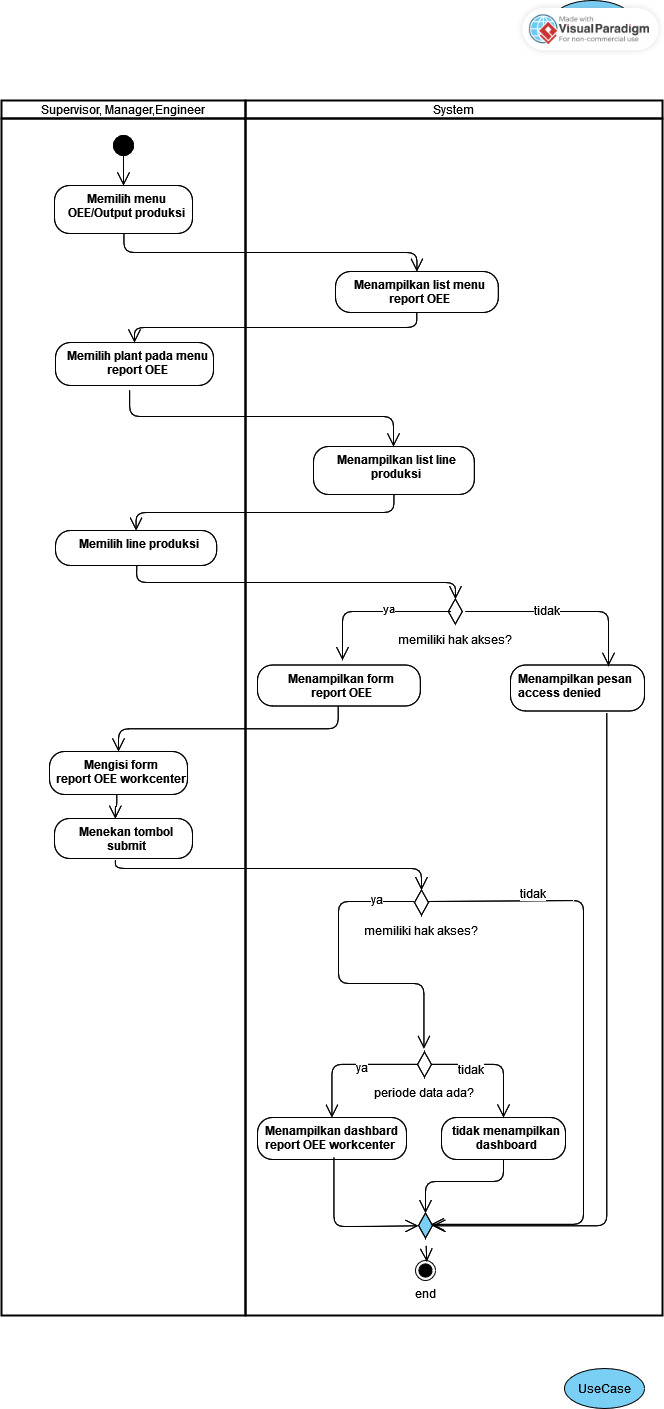 Made with
VisualParadigm
For non-commercial use
Supervisor, Manager,Engineer
System
Memilih menu
OEE/Output produksi
Menampilkan list menu
report OEE
Memilih plant pada menu
report OEE
Menampilkan list line
produksi
Memilih line produksi
ya
tidak
memiliki hak akses?
Menampilkan form
report OEE
Menampilkan pesan
access denied
Mengisi form
report OEE workcenter
Menekan tombol
submit
ya
tidak
memiliki hak akses?
ya
tidak
periode data ada?
Menampilkan dashbard
report OEE workcenter
tidak menampilkan
dashboard
end
UseCase